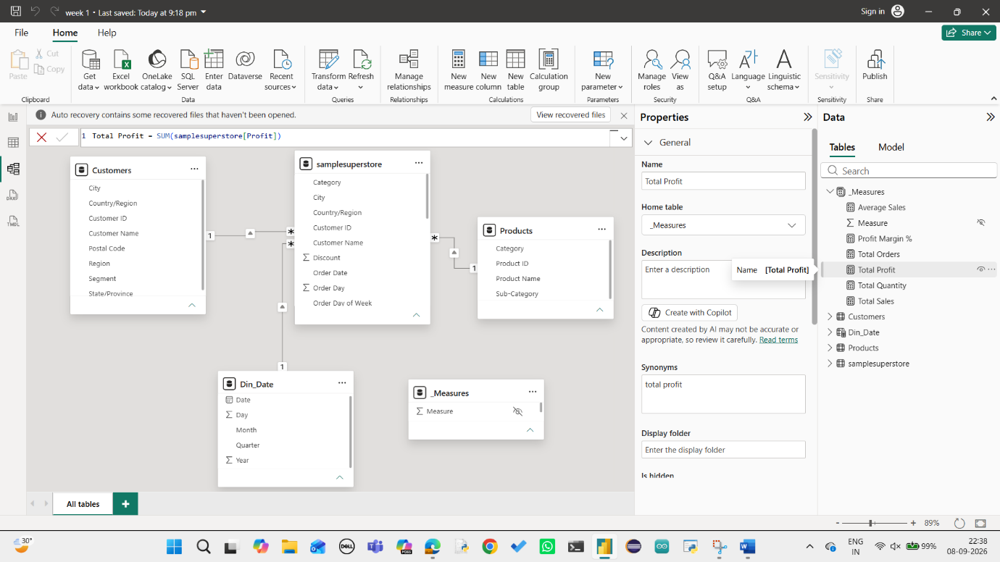 week 1 • Last saved: Today at 9:18 pm
Sign in
File
Home
Help
Share
Paste
Cut
Copy
Clipboard
Get data
Excel workbook
OneLake catalog
SQL Server
Enter data
Dataverse
Recent sources
Data
Transform data
Refresh
Queries
Manage relationships
Relationships
New measure
New column
New table
Calculation group
Calculations
New parameter
Parameters
Manage roles
View as
Security
Q&A setup
Language
Linguistic schema
Q&A
Sensitivity
Sensitivity
Publish
Share
Auto recovery contains some recovered files that haven't been opened.
View recovered files
1 Total Profit = SUM(samplesuperstore[Profit])
DAX
TMDL
Customers
City
Country/Region
Customer ID
Customer Name
Postal Code
Region
Segment
State/Province
samplesuperstore
Category
City
Country/Region
Customer ID
Customer Name
Discount
Order Date
Order Day
Order Day of Week
Products
Category
Product ID
Product Name
Sub-Category
1
*
*
*
1
1
Din_Date
Date
Day
Month
Quarter
Year
_Measures
Measure
All tables
Properties
General
Name
Total Profit
Home table
_Measures
Description
Enter a description
Name [Total Profit]
Create with Copilot
Content created by AI may not be accurate or
appropriate, so review it carefully. Read terms
Synonyms
total profit
Display folder
Enter the display folder
Is hidden
Data
Tables
Model
Search
_Measures
Average Sales
Measure
Profit Margin %
Total Orders
Total Profit
Total Quantity
Total Sales
Customers
Din_Date
Products
samplesuperstore
- + 89%
30°
DELL
M365
ENG
IN
99%
22:38
08-09-2026